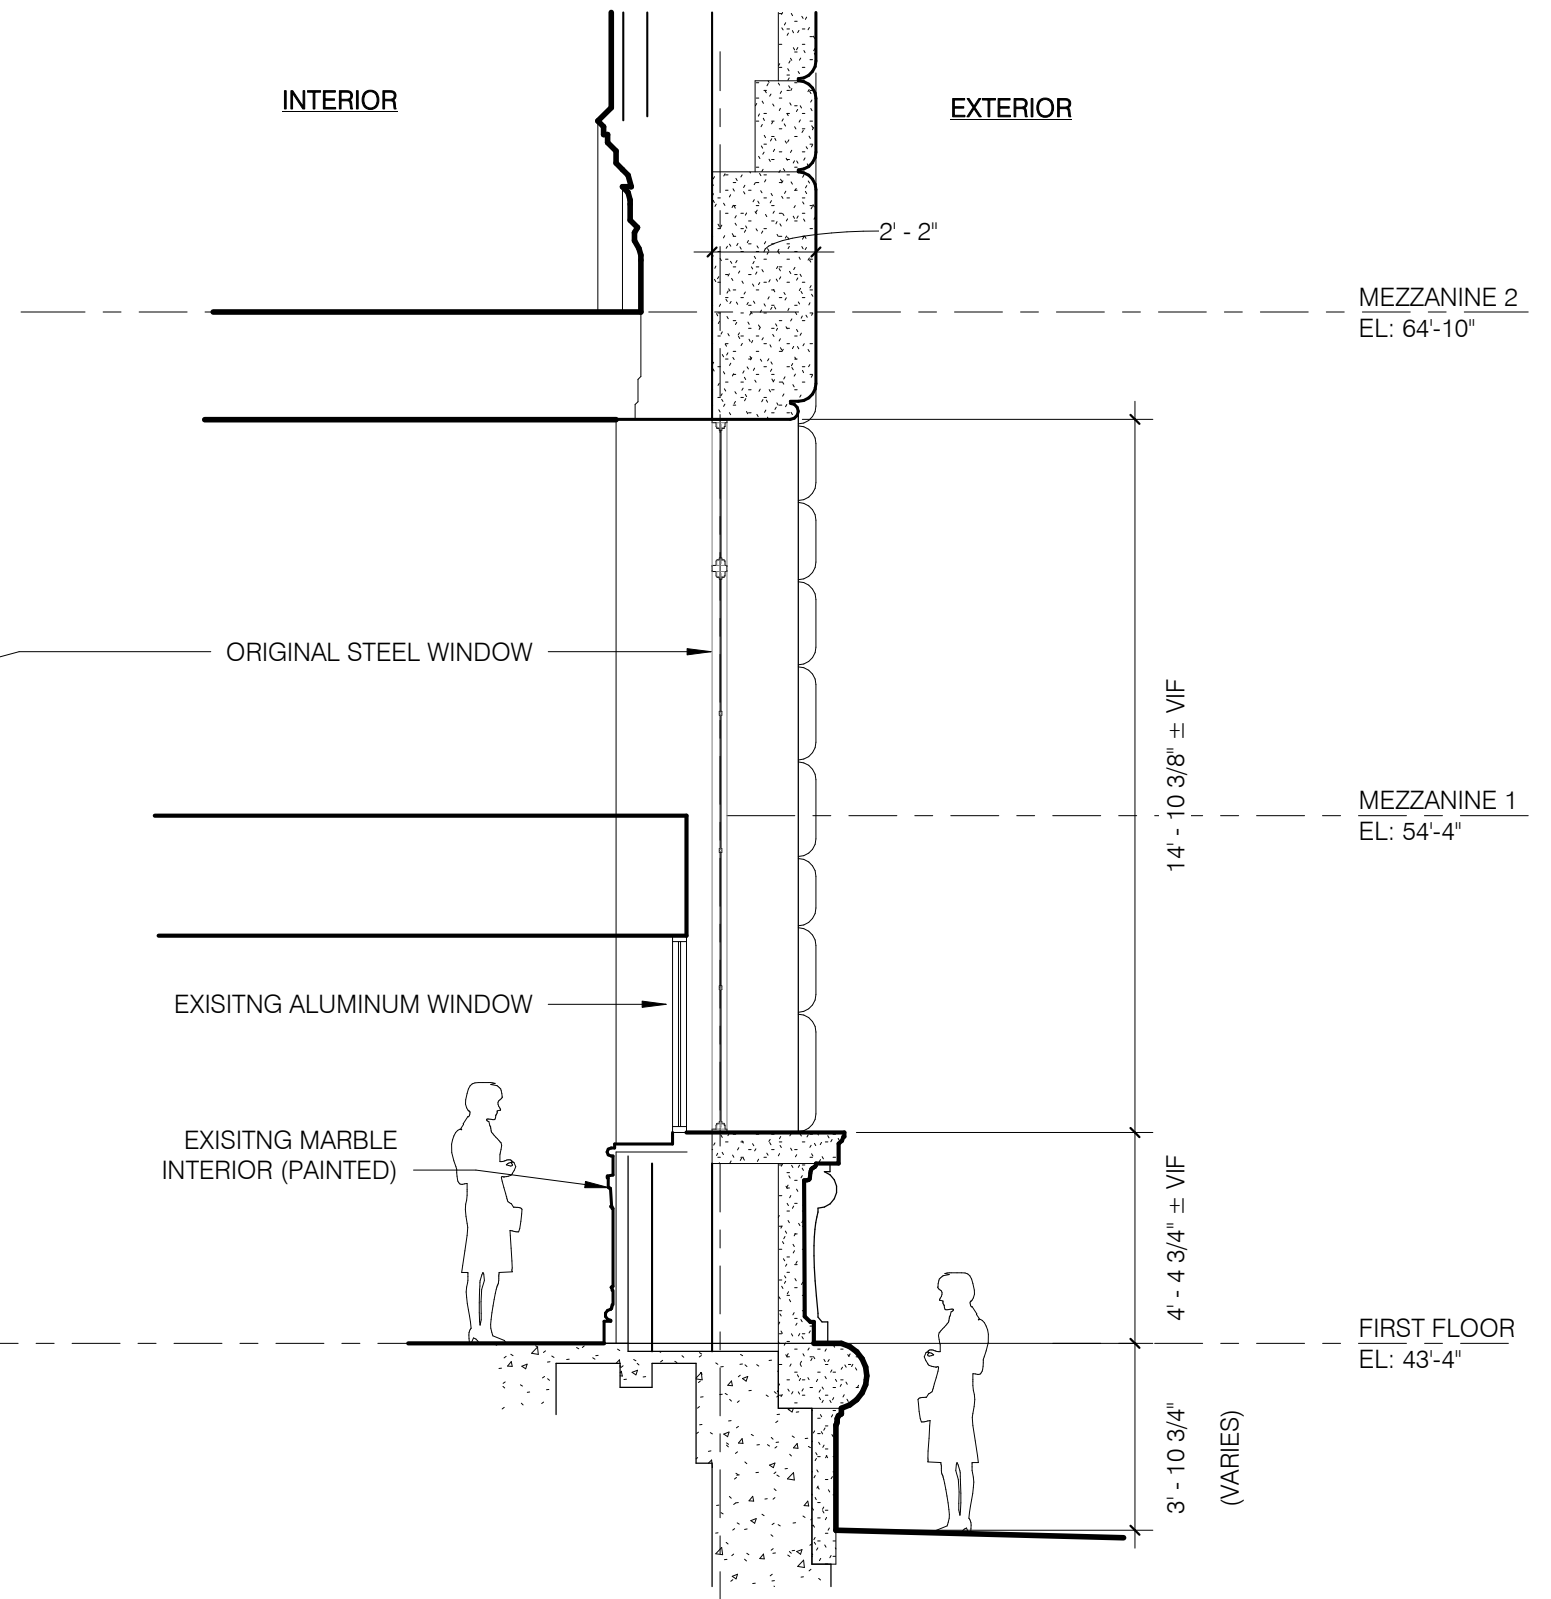 INTERIOR
EXTERIOR
2' - 2"
MEZZANINE 2
EL: 64'-10"
ORIGINAL STEEL WINDOW
14' - 10 3/8" ± VIF
MEZZANINE 1
EL: 54'-4"
EXISITNG ALUMINUM WINDOW
EXISITNG MARBLE
INTERIOR (PAINTED)
4' - 4 3/4" ± VIF
FIRST FLOOR
EL: 43'-4"
3' - 10 3/4"
(VARIES)